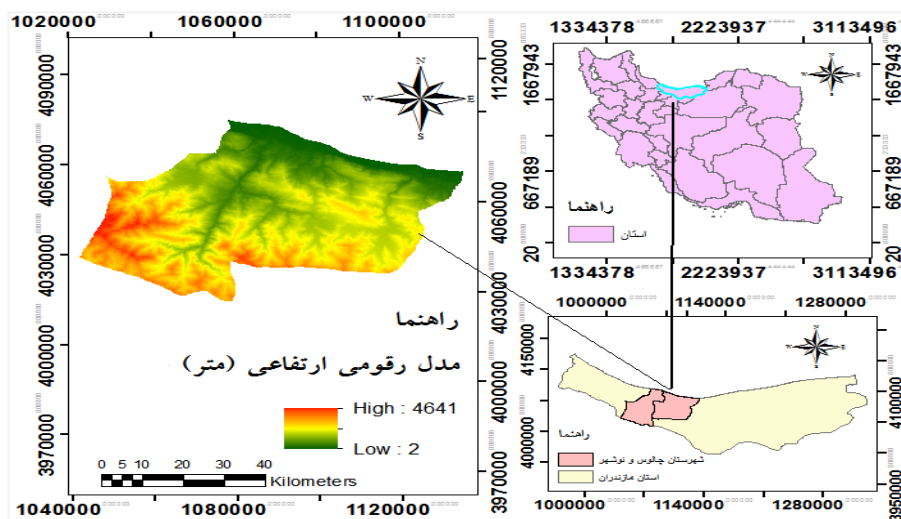 1020000 1060000 1100000
4090000
4060000
4030000
4000000
3970000
1120000
4060000
4030000
4000000
3970000
N
W E
S
راهنما
مدل رقومی ارتفاعی (متر)
High : 4641
Low : 2
0 5 10 20 30 40
Kilometers
1040000 1080000 1120000
1334378 2223937 3113496
1667943
667189
20
1667943
667189
20
N
W E
S
راهنما
استان
1334378 2223937 3113496
1000000 1140000 1280000
4150000
4000000
4100000
3950000
N
W E
S
راهنما
شهرستان چالوس و نوشهر
استان مازندران
1000000 1140000 1280000